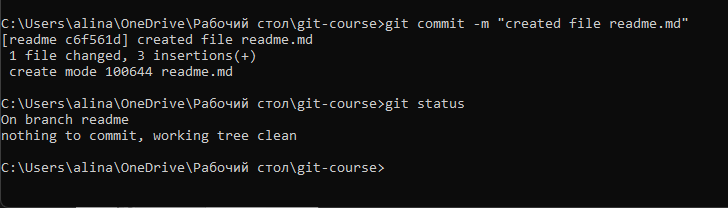 C:\Users\alina\OneDrive\Рабочий стол\git-course>git commit -m "created file readme.md"
[readme c6f561d] created file readme.md
 1 file changed, 3 insertions(+)
 create mode 100644 readme.md
C:\Users\alina\OneDrive\Рабочий стол\git-course>git status
On branch readme
nothing to commit, working tree clean
C:\Users\alina\OneDrive\Рабочий стол\git-course>